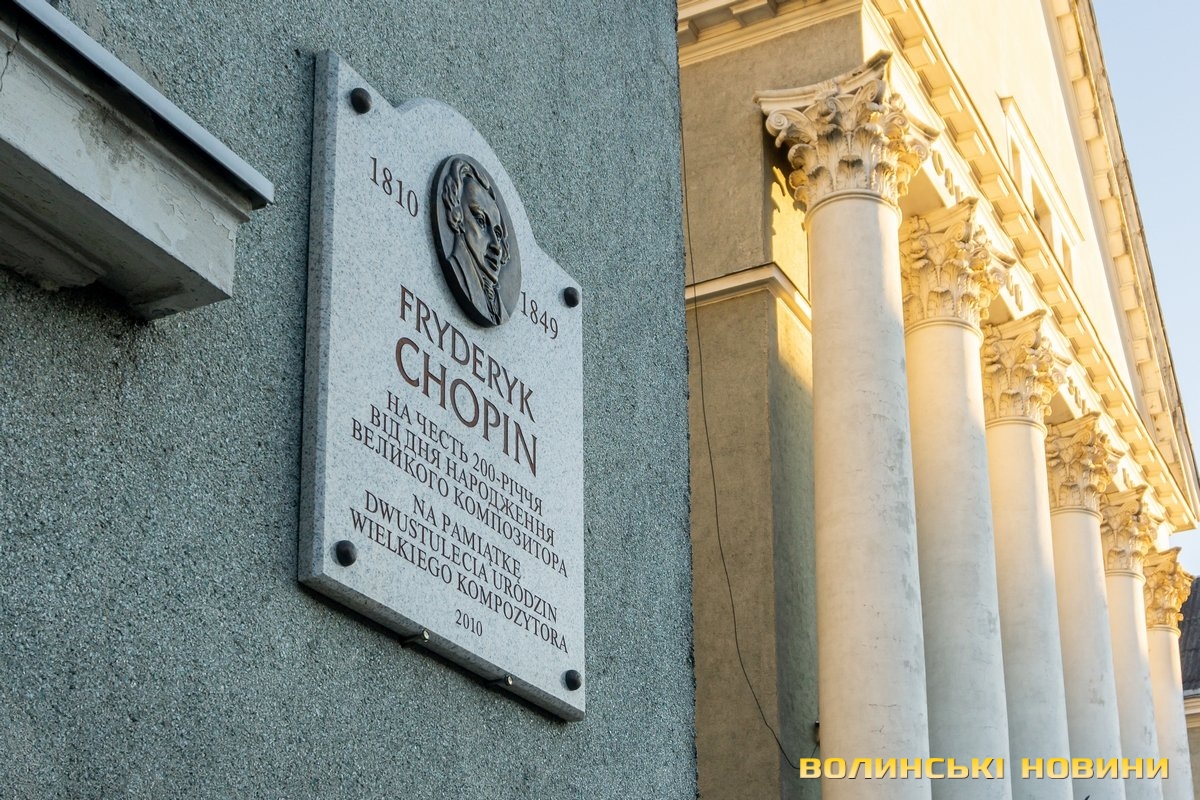 1810
1849
FRYDERYK
CHOPIN
НА ЧЕСТЬ 200-РІЧЧЯ
ВІД ДНЯ НАРОДЖЕННЯ
ВЕЛИКОГО КОМПОЗИТОРА
NA PAMIĄTKĘ
DWUSTULECIA URODZIN
WIELKIEGO KOMPOZYTORA
2010
ВОЛИНСЬКІ НОВИНИ